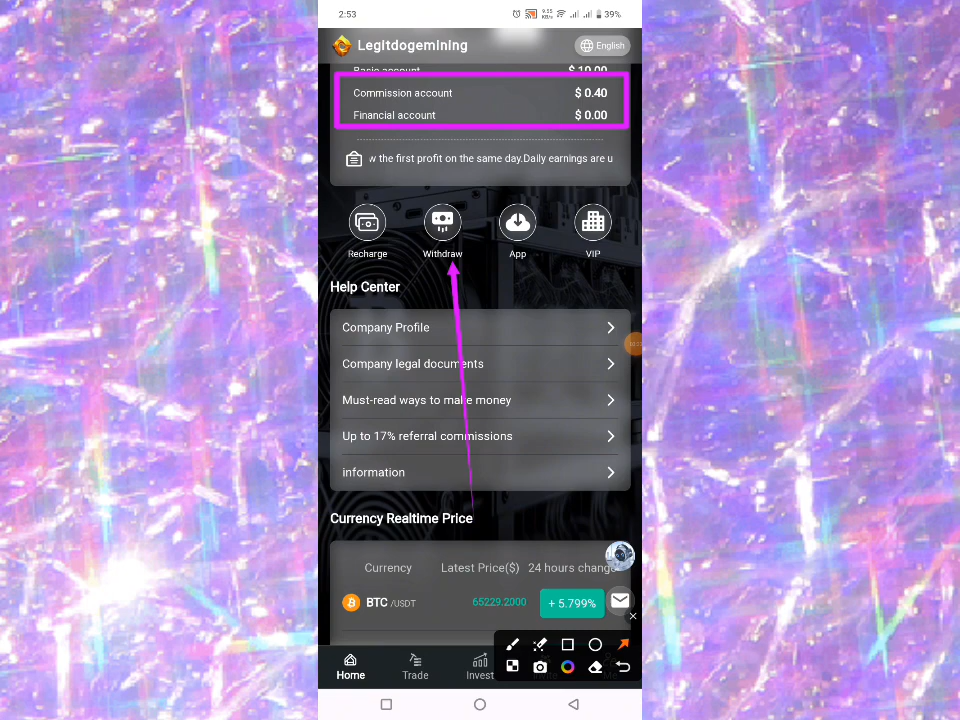 2:53
9.55
KB/s
39%
Legitdogemining
English
Basic account $ 10.00
Commission account $ 0.40
Financial account $ 0.00
w the first profit on the same day.Daily earnings are u
Recharge Withdraw App VIP
Help Center
Company Profile
Company legal documents
Must-read ways to make money
Up to 17% referral commissions
information
Currency Realtime Price
Currency Latest Price($) 24 hours change
BTC /USDT 65229.2000 + 5.799%
Home Trade Invest